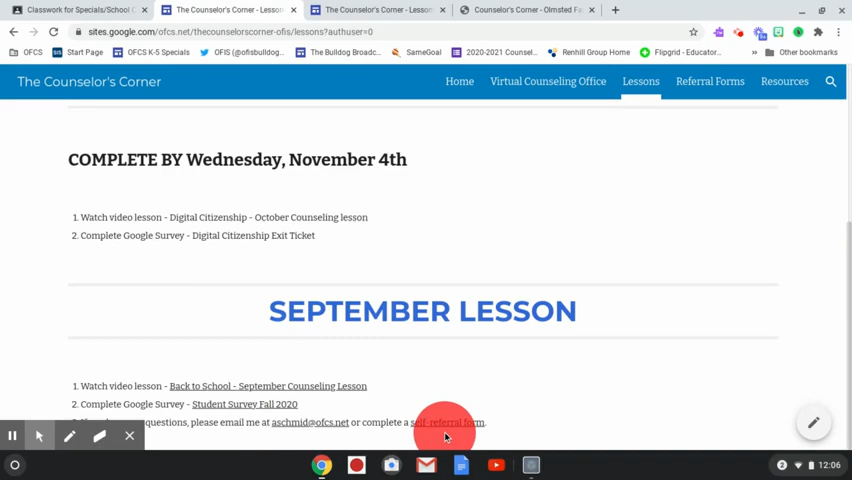 Classwork for Specials/School C
The Counselor's Corner - Lesson
The Counselor's Corner - Lesson
Counselor's Corner - Olmsted Fa
sites.google.com/ofcs.net/thecounselorscorner-ofis/lessons?authuser=0
OFCS
Start Page
OFCS K-5 Specials
OFIS (@ofisbulldog...
The Bulldog Broadc...
SameGoal
2020-2021 Counsel...
Renhill Group Home
Flipgrid - Educator...
Other bookmarks
The Counselor's Corner
Home
Virtual Counseling Office
Lessons
Referral Forms
Resources
COMPLETE BY Wednesday, November 4th
1. Watch video lesson - Digital Citizenship - October Counseling lesson
2. Complete Google Survey - Digital Citizenship Exit Ticket
SEPTEMBER LESSON
1. Watch video lesson - Back to School - September Counseling Lesson
2. Complete Google Survey - Student Survey Fall 2020
questions, please email me at aschmid@ofcs.net or complete a self-referral form.
2
12:06